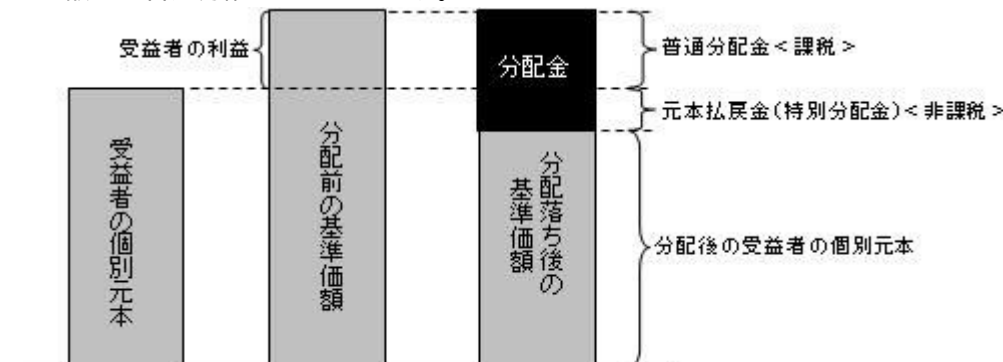 受益者の利益
分配金
普通分配金＜課税＞
元本払戻金(特別分配金)＜非課税＞
受益者の個別元本
分配前の基準価額
分配落ち後の
基準価額
分配後の受益者の個別元本